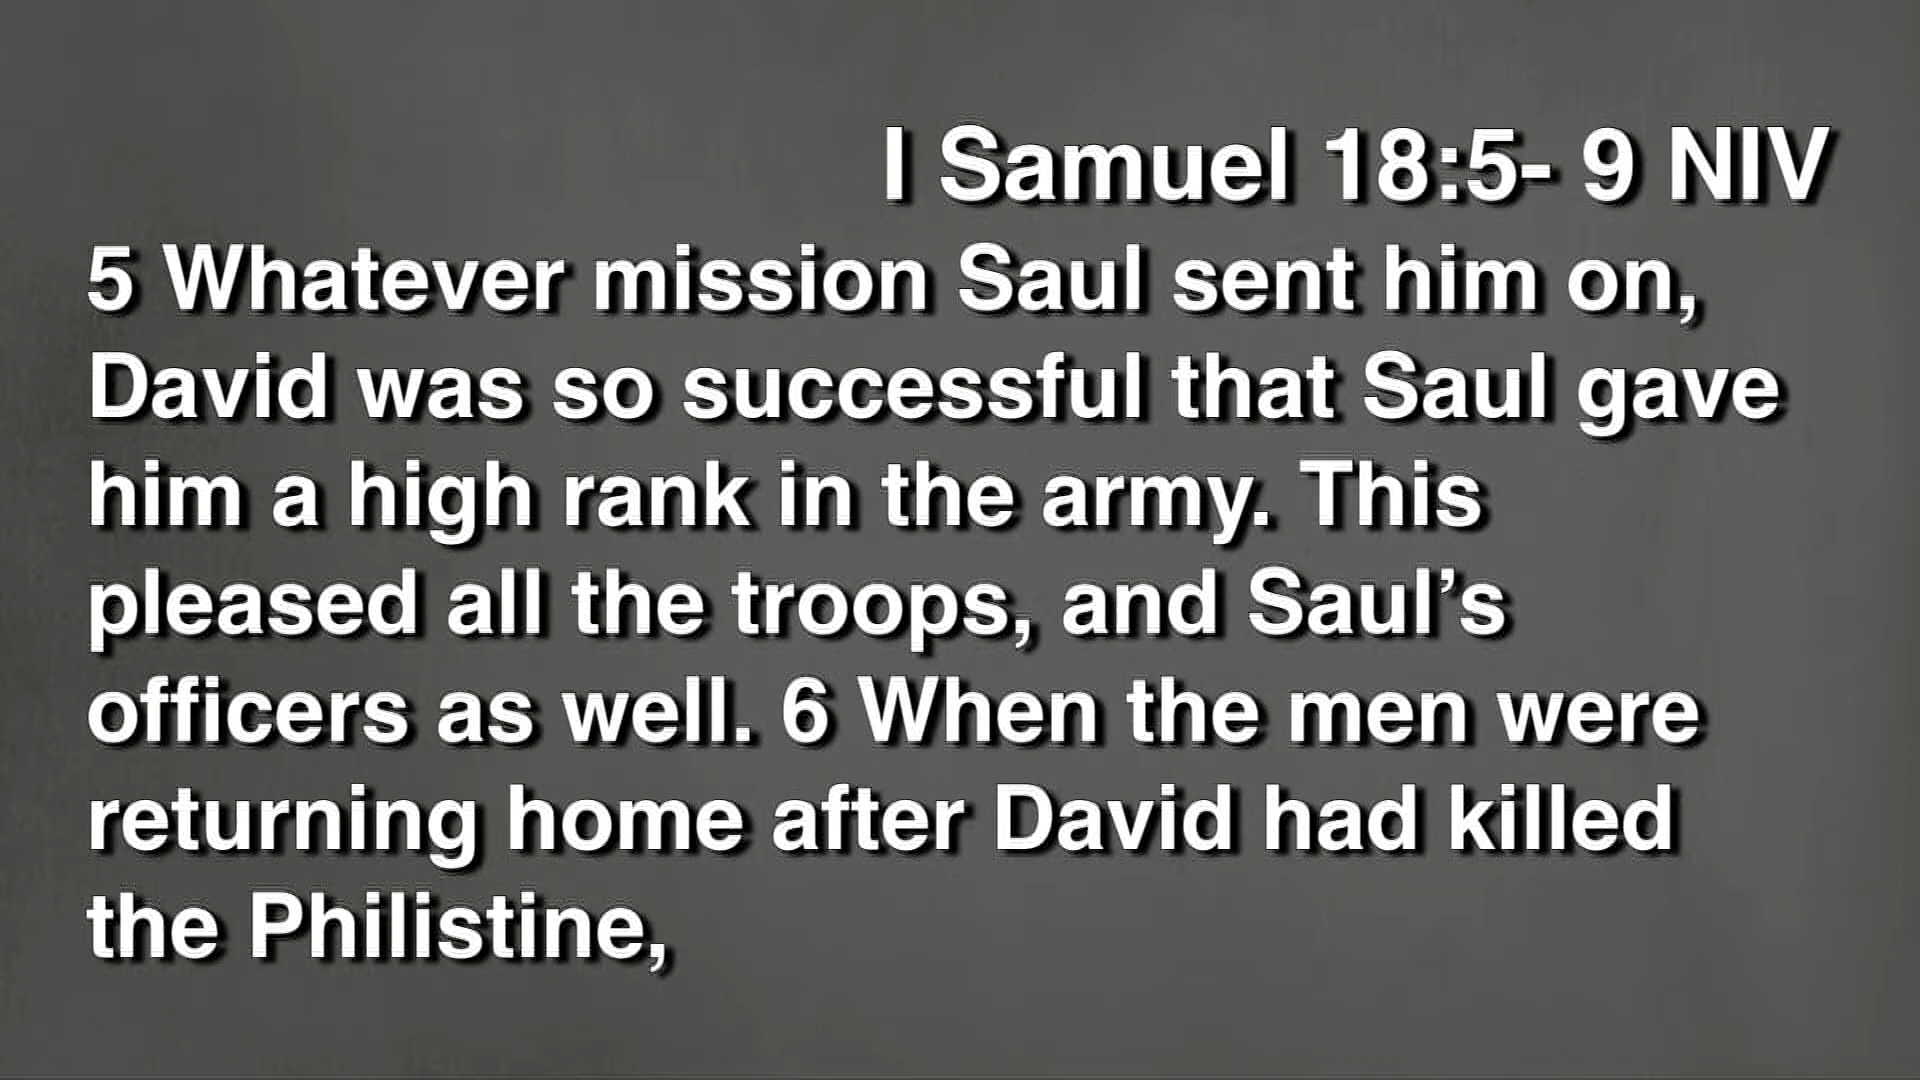 I Samuel 18:5- 9 NIV
5 Whatever mission Saul sent him on,
David was so successful that Saul gave
him a high rank in the army. This
pleased all the troops, and Saul’s
officers as well. 6 When the men were
returning home after David had killed
the Philistine,